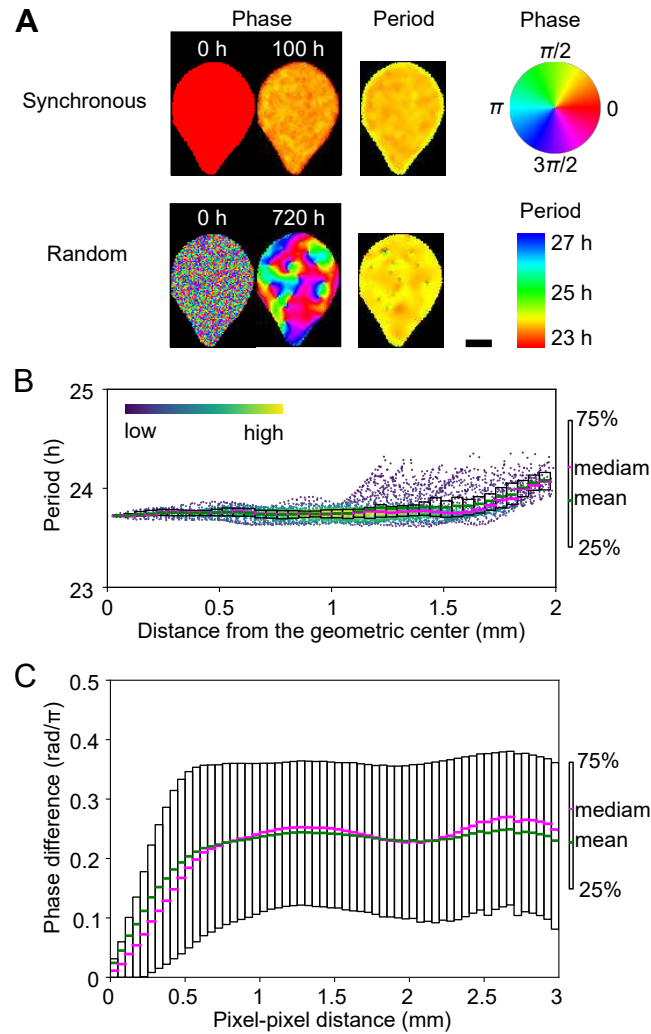 A
Phase
Period
Phase
0 h
100 h
π/2
Synchronous
π
0
3π/2
0 h
720 h
Period
Random
27 h
25 h
23 h
B
25
75%
low
high
mediam
Period (h)
24
mean
25%
23
0
0.5
1
1.5
2
Distance from the geometric center (mm)
C
0.5
Phase difference (rad/π)
0.4
75%
0.3
mediam
mean
0.2
25%
0.1
0
0
0.5
1
1.5
2
2.5
3
Pixel-pixel distance (mm)